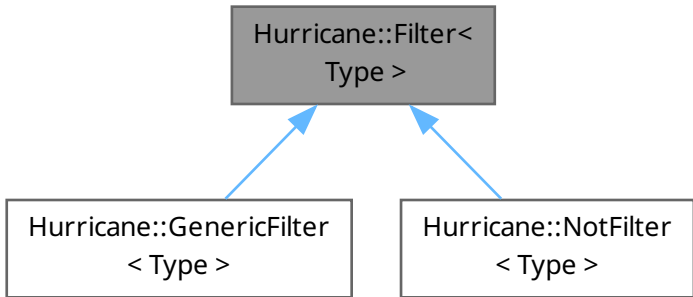 Hurricane::Filter<
Type >
Hurricane::GenericFilter
< Type >
Hurricane::NotFilter
< Type >